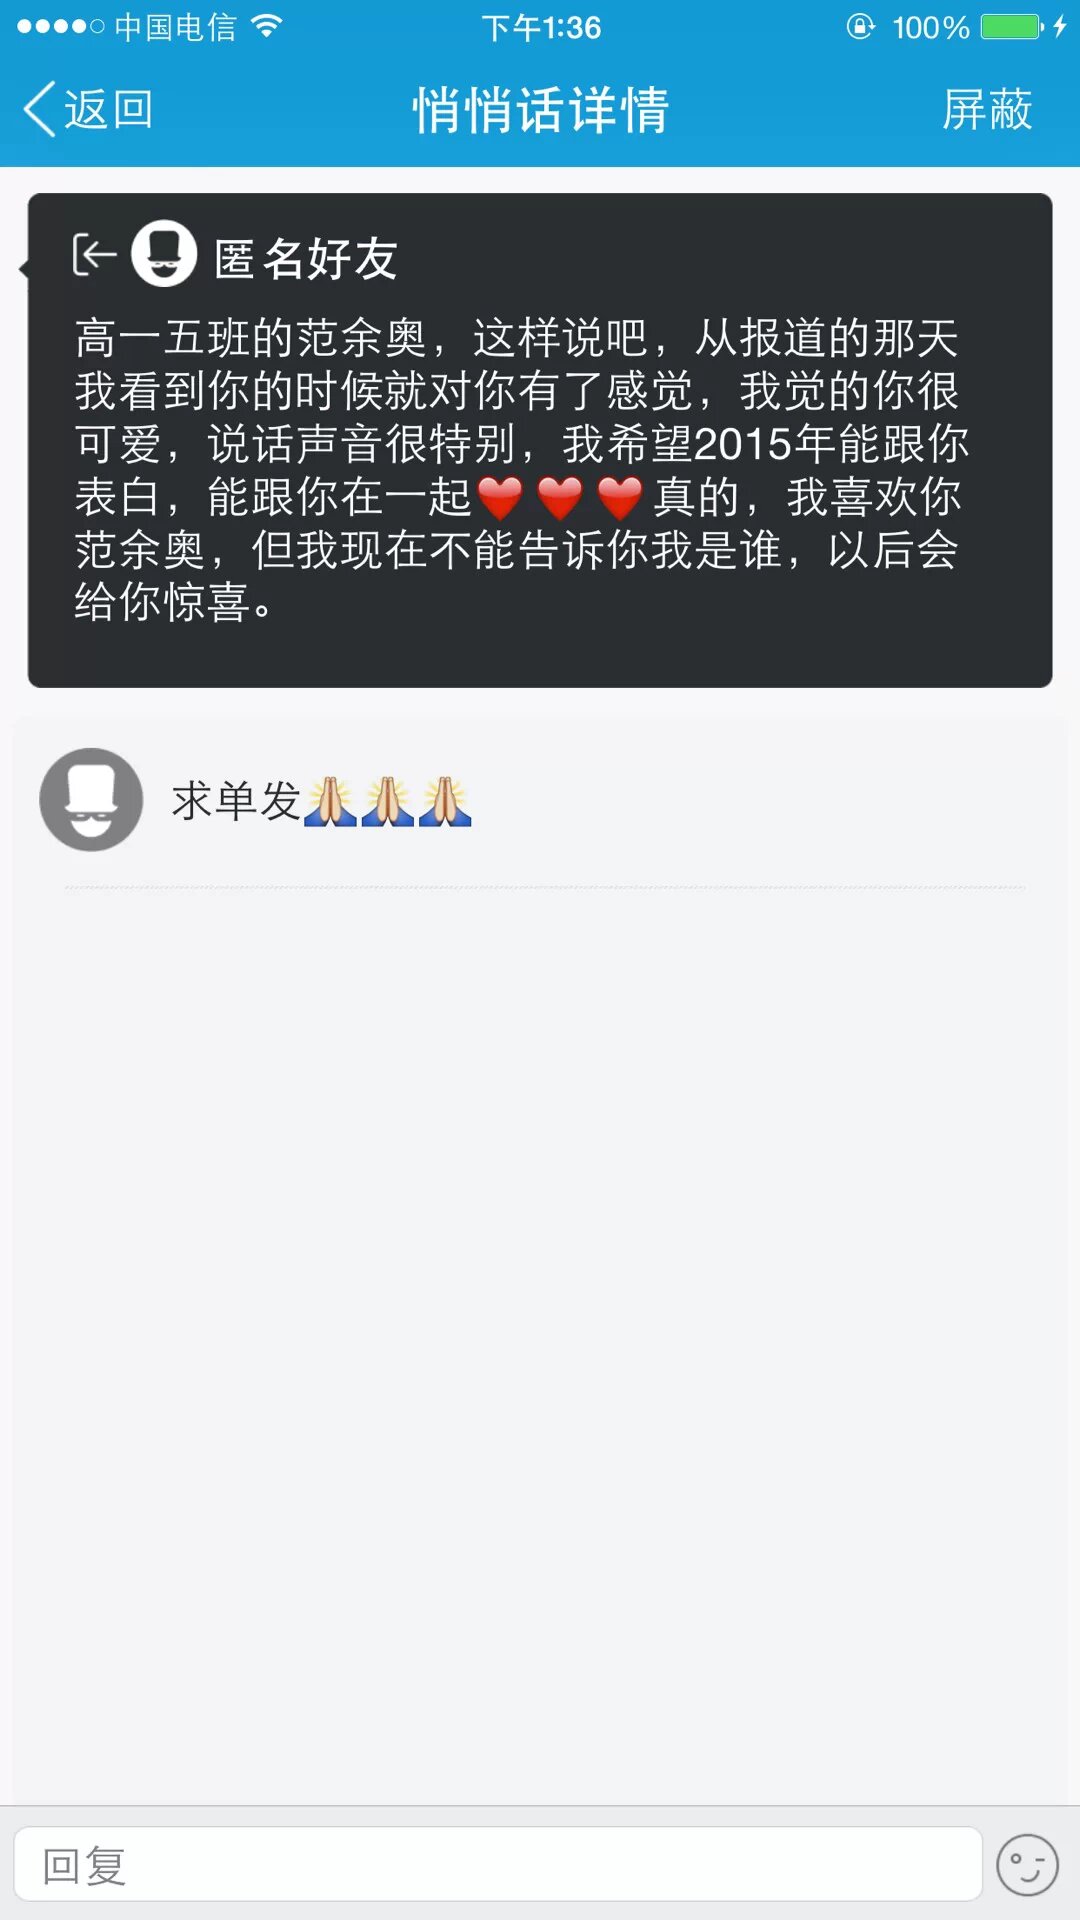 中国电信 下午1:36 100%
返回 悄悄话详情 屏蔽
匿名好友
高一五班的范余奥，这样说吧，从报道的那天
我看到你的时候就对你有了感觉，我觉的你很
可爱，说话声音很特别，我希望2015年能跟你
表白，能跟你在一起❤️❤️❤️真的，我喜欢你
范余奥，但我现在不能告诉你我是谁，以后会
给你惊喜。
求单发🙏🙏🙏
回复